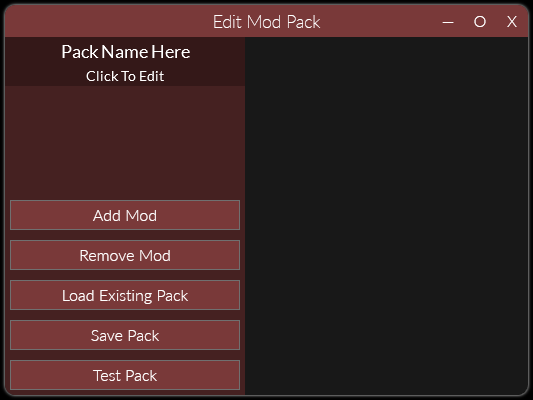 Edit Mod Pack
— O X
Pack Name Here
Click To Edit
Add Mod
Remove Mod
Load Existing Pack
Save Pack
Test Pack